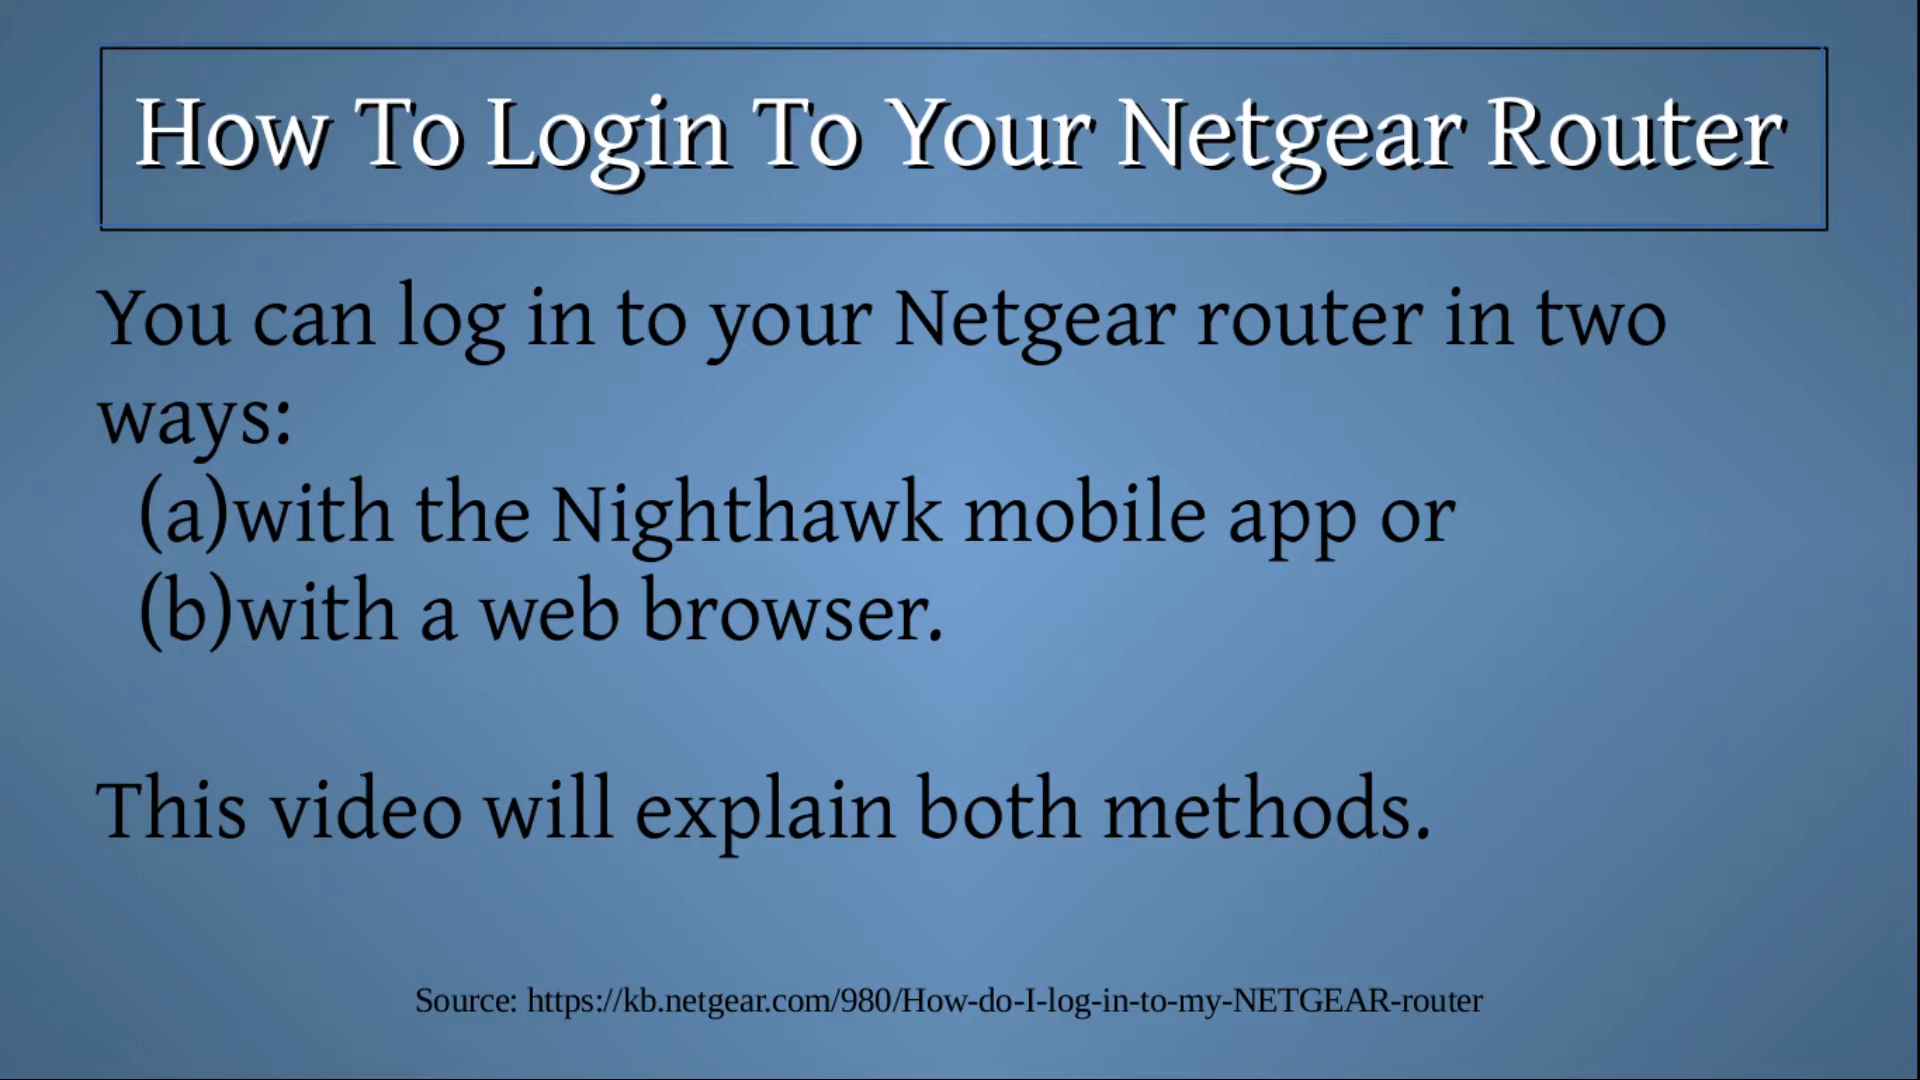 How To Login To Your Netgear Router
You can log in to your Netgear router in two
ways:
(a)with the Nighthawk mobile app or
(b)with a web browser.
This video will explain both methods.
Source: https://kb.netgear.com/980/How-do-I-log-in-to-my-NETGEAR-router